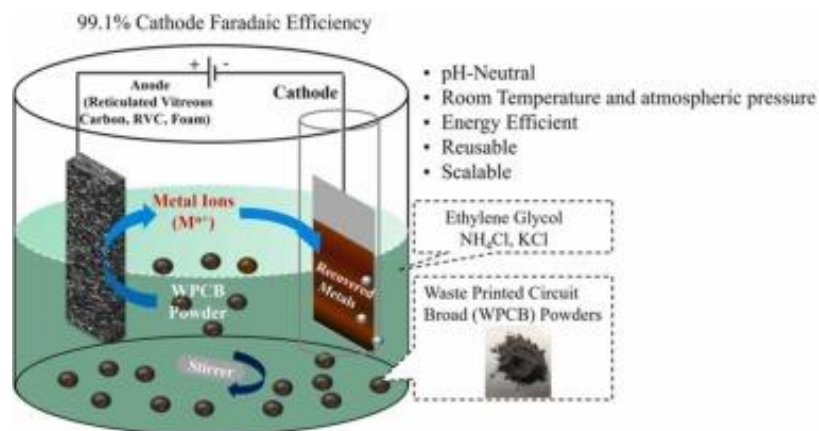 99.1% Cathode Faradaic Efficiency
+ -
Anode
(Reticulated Vitreous
Carbon, RVC, Foam)
Cathode
• pH-Neutral
• Room Temperature and atmospheric pressure
• Energy Efficient
• Reusable
• Scalable
Metal Ions
(Mⁿ⁺)
Ethylene Glycol
NH₄Cl, KCl
Recovered
Metals
WPCB
Powder
Waste Printed Circuit
Broad (WPCB) Powders
Stirrer